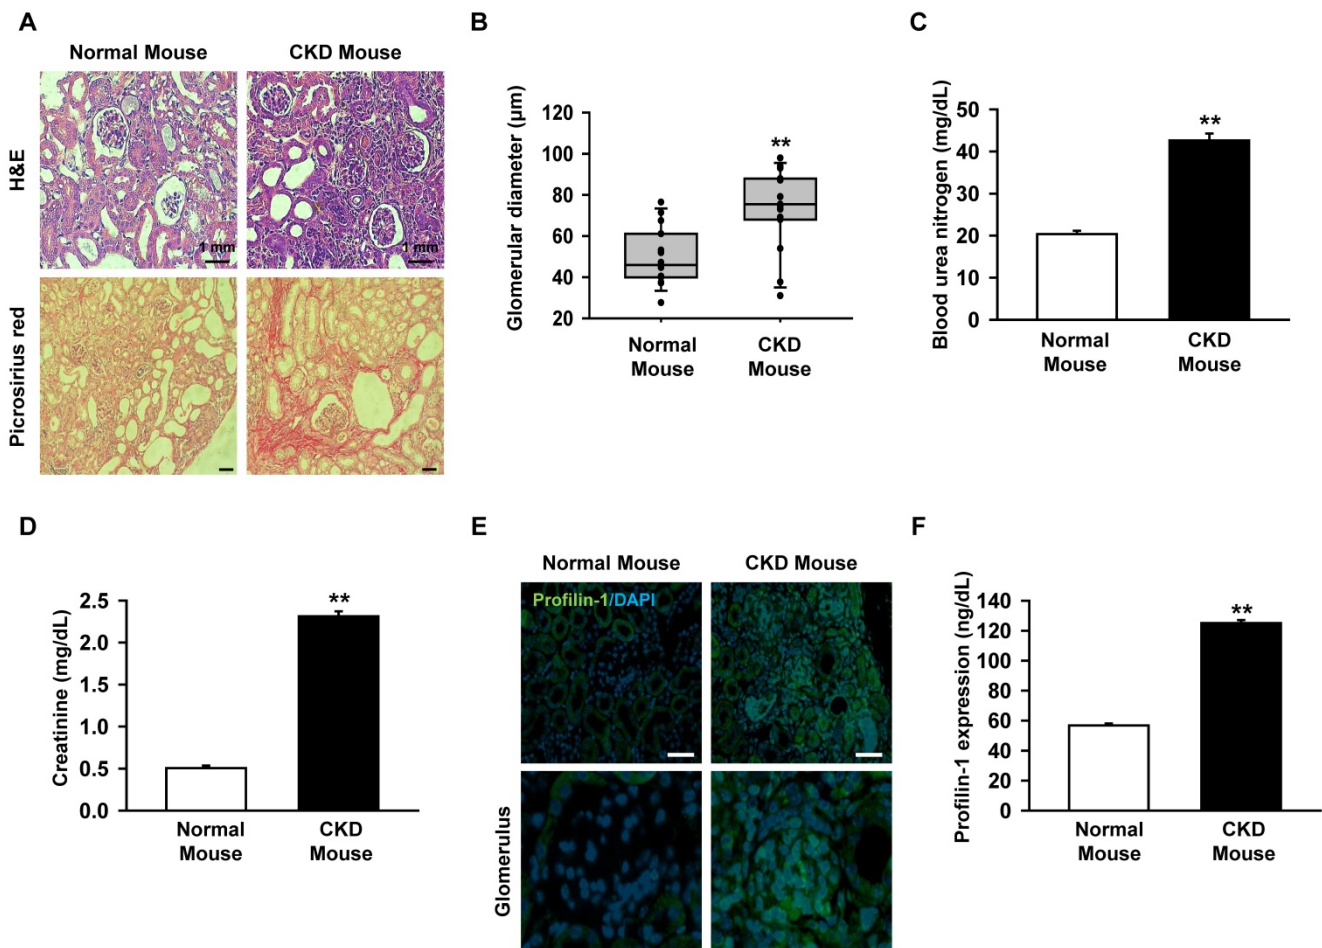 A
Normal Mouse
CKD Mouse
H&E
1 mm
1 mm
Picrosirius red
B
Glomerular diameter (µm)
120
100
80
60
40
20
**
Normal
Mouse
CKD
Mouse
C
Blood urea nitrogen (mg/dL)
50
40
30
20
10
0
**
Normal
Mouse
CKD
Mouse
D
Creatinine (mg/dL)
2.5
2.0
1.5
1.0
0.5
0.0
**
Normal
Mouse
CKD
Mouse
E
Normal Mouse
CKD Mouse
Profilin-1/DAPI
Glomerulus
F
Profilin-1 expression (ng/dL)
140
120
100
80
60
40
20
0
**
Normal
Mouse
CKD
Mouse